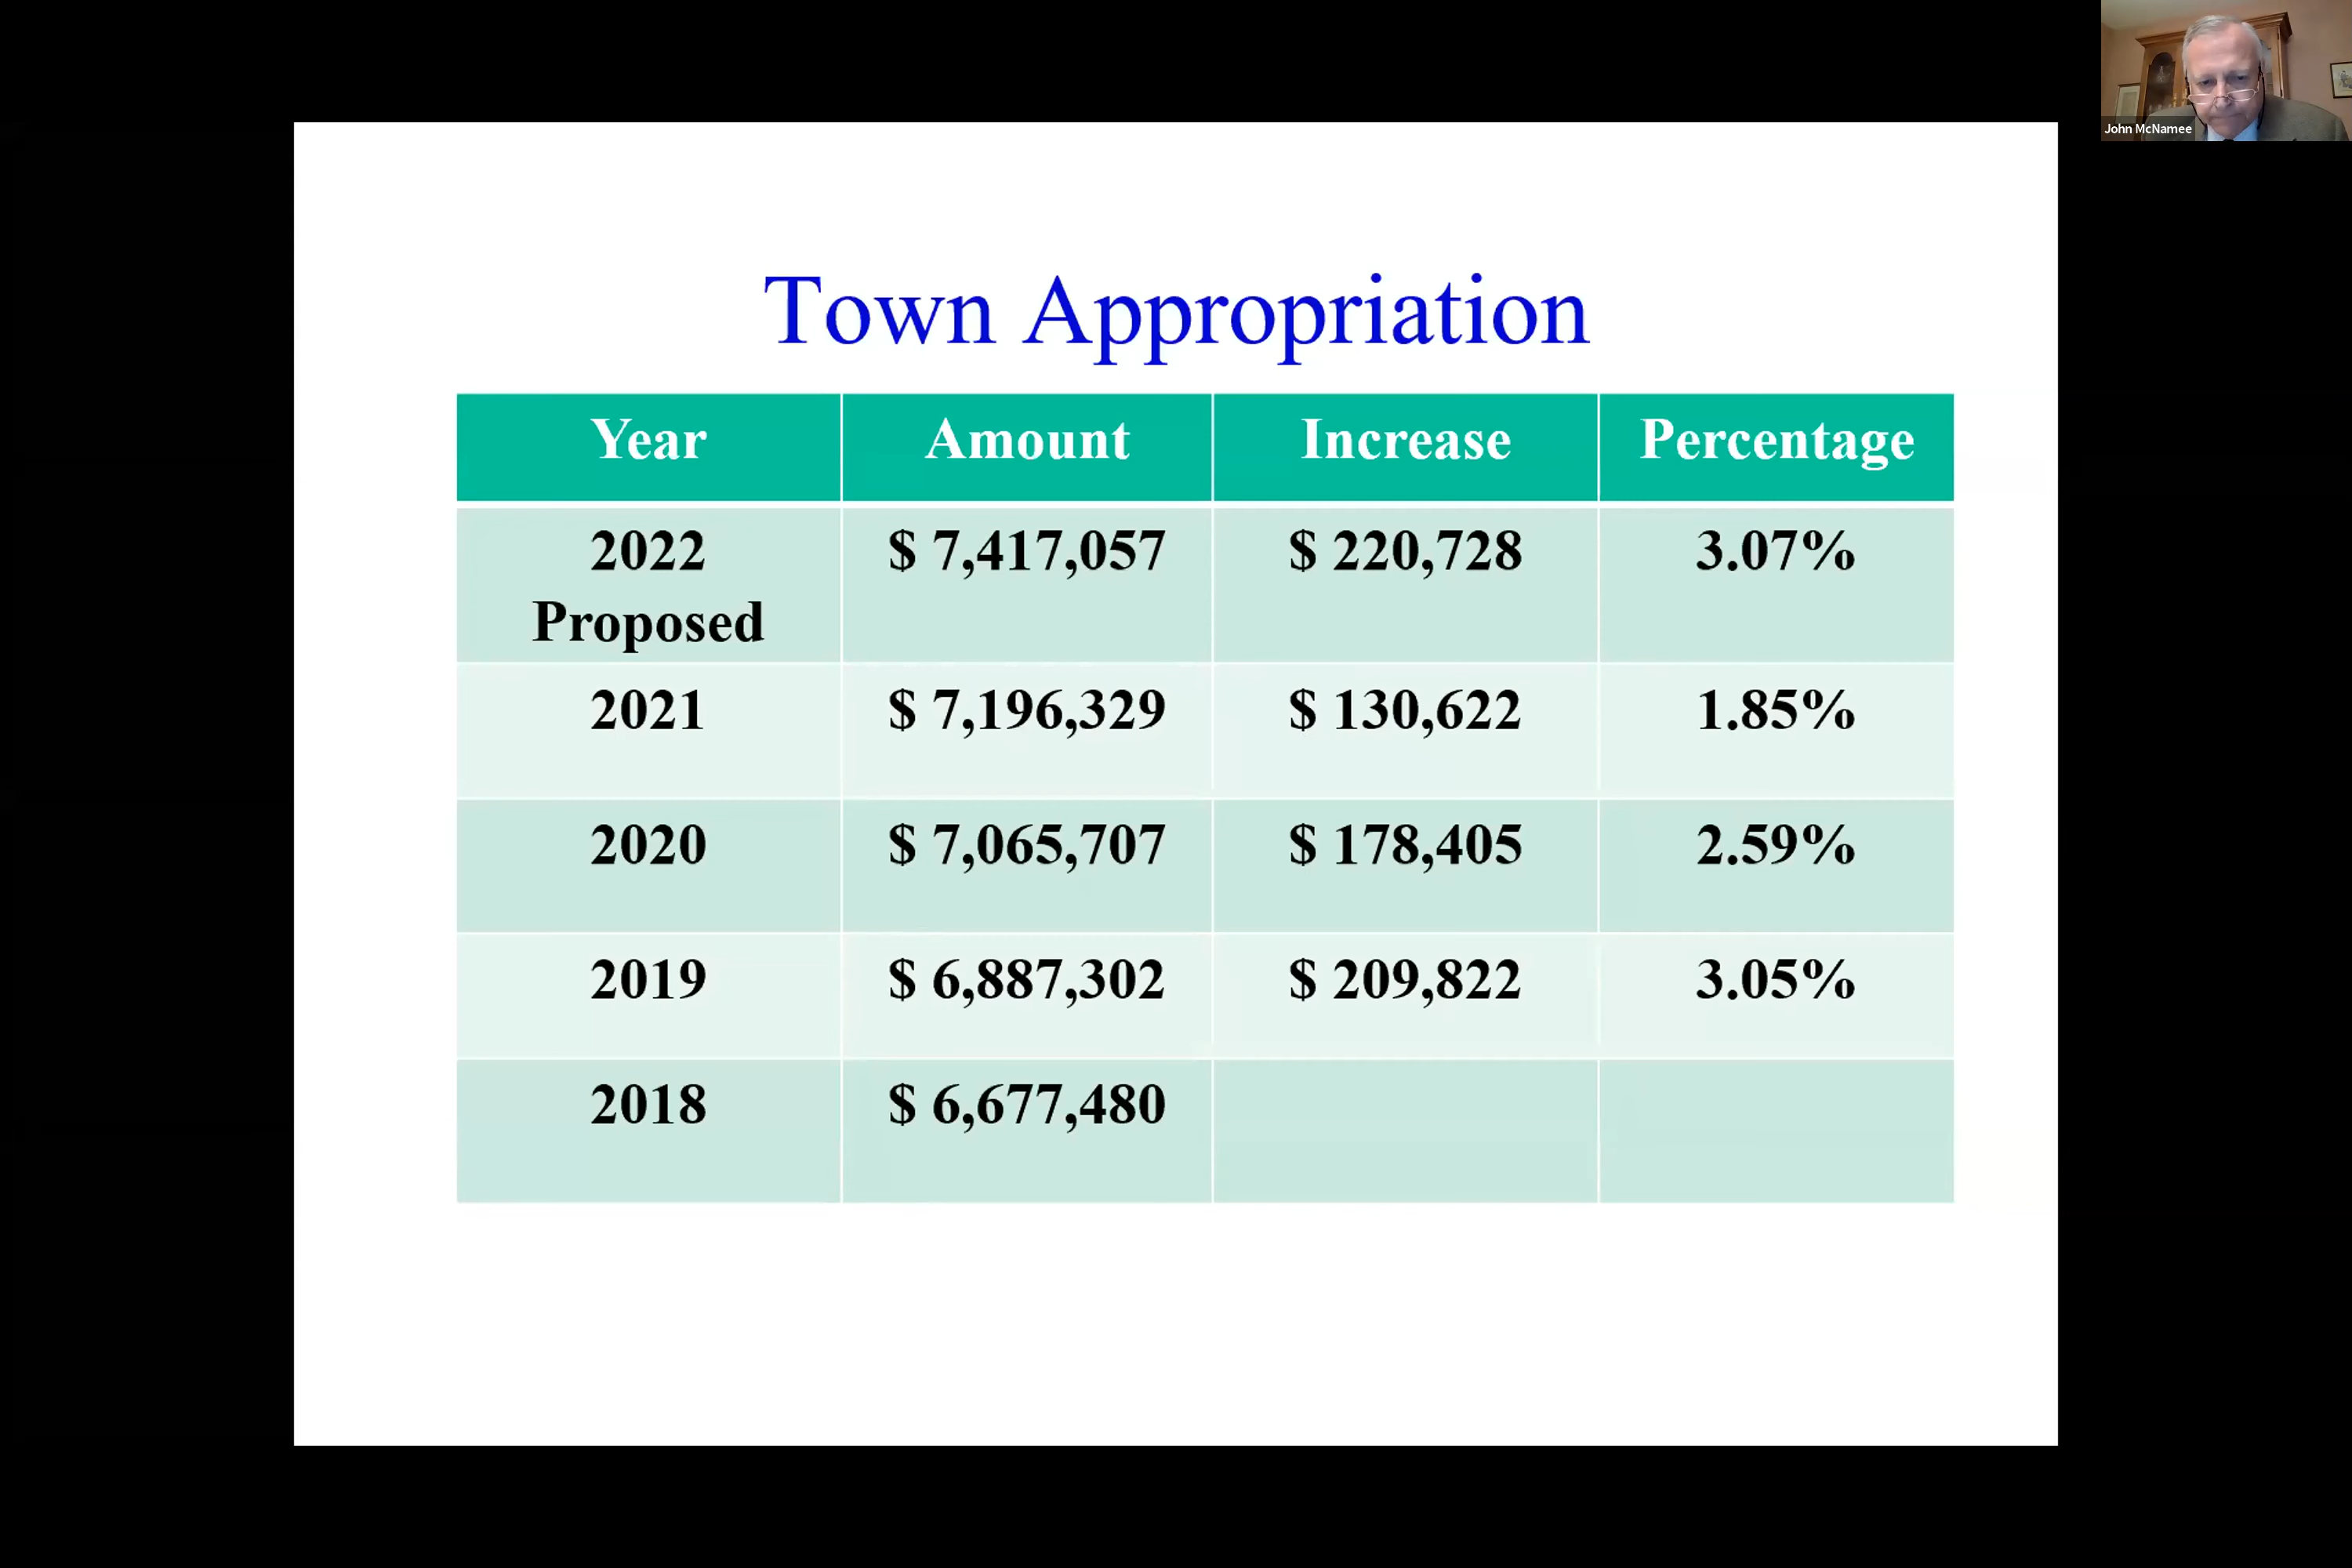 John McNamee
Town Appropriation
Year Amount Increase Percentage
2022 $ 7,417,057 $ 220,728 3.07%
Proposed
2021 $ 7,196,329 $ 130,622 1.85%
2020 $ 7,065,707 $ 178,405 2.59%
2019 $ 6,887,302 $ 209,822 3.05%
2018 $ 6,677,480